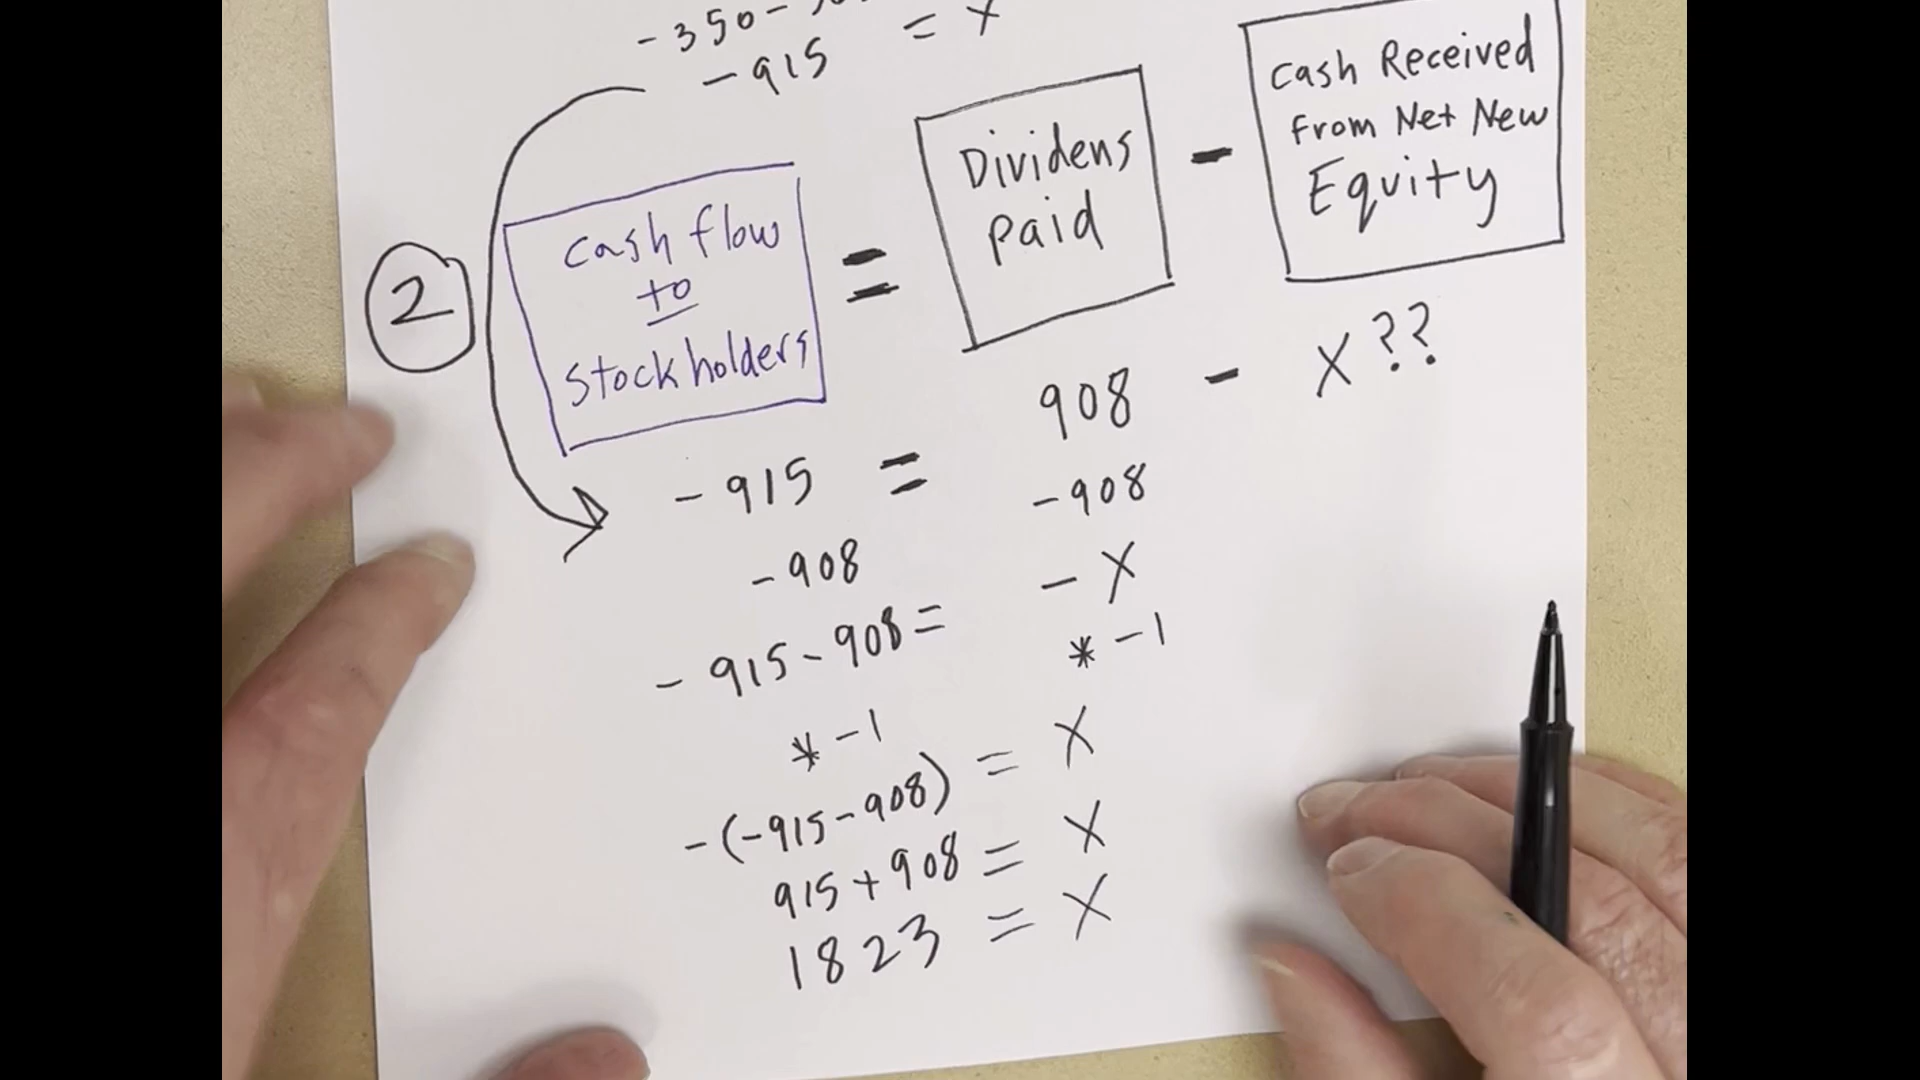 -350-
-915 = X
Cash Received
from Net New
Equity
Dividens
paid
-
2
Cash flow
to
Stockholders
=
908 - X??
-915 =
-908
-908
-X
-915-908=
*-1
*-1
-(-915-908) = X
915+908 = X
1823 = X